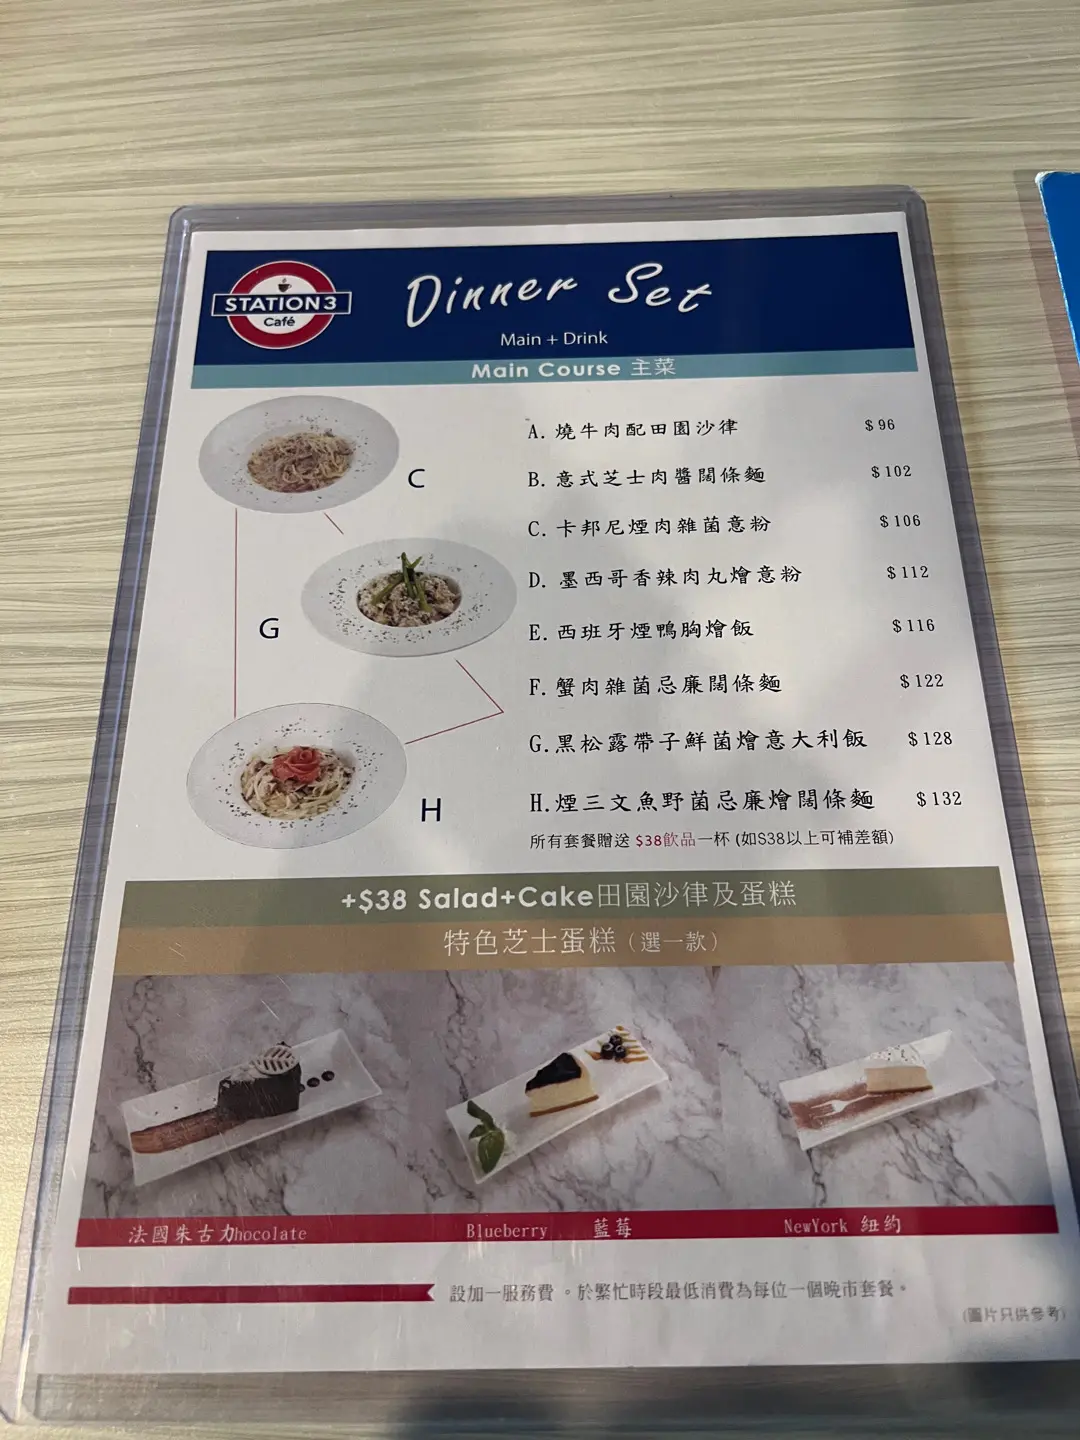 STATION 3
Café
Dinner Set
Main + Drink
Main Course 主菜
A. 燒牛肉配田園沙律 $96
B. 意式芝士肉醬闊條麵 $102
C. 卡邦尼煙肉雜菌意粉 $106
D. 墨西哥香辣肉丸燴意粉 $112
E. 西班牙煙鴨胸燴飯 $116
F. 蟹肉雜菌忌廉闊條麵 $122
G. 黑松露帶子鮮菌燴意大利飯 $128
H. 煙三文魚野菌忌廉燴闊條麵 $132
所有套餐贈送 $38飲品一杯 (如$38以上可補差額)
C
G
H
+$38 Salad+Cake田園沙律及蛋糕
特色芝士蛋糕（選一款）
法國朱古力hocolate
Blueberry 藍莓
NewYork 紐約
設加一服務費 。於繁忙時段最低消費為每位一個晚市套餐。
(圖片只供參考)